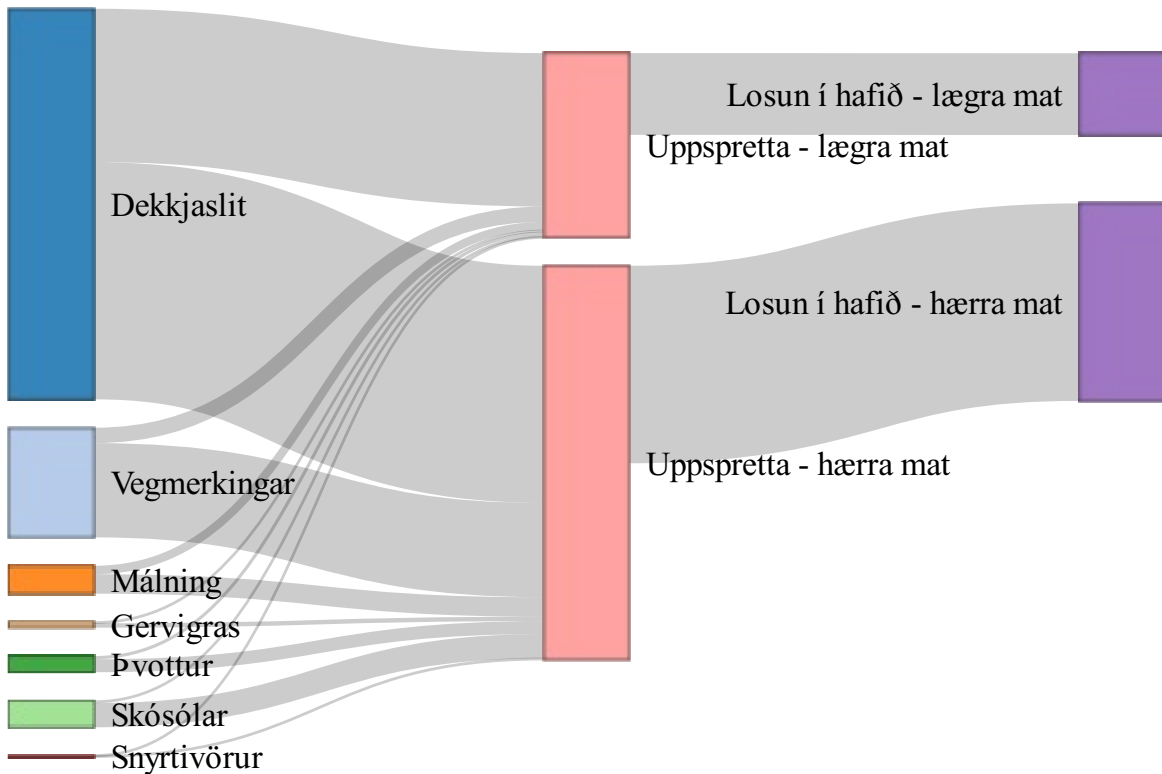 Dekkjaslit
Vegmerkingar
Málning
Gervigras
Þvottur
Skósólar
Snyrtivörur
Uppspretta - lægra mat
Uppspretta - hærra mat
Losun í hafið - lægra mat
Losun í hafið - hærra mat